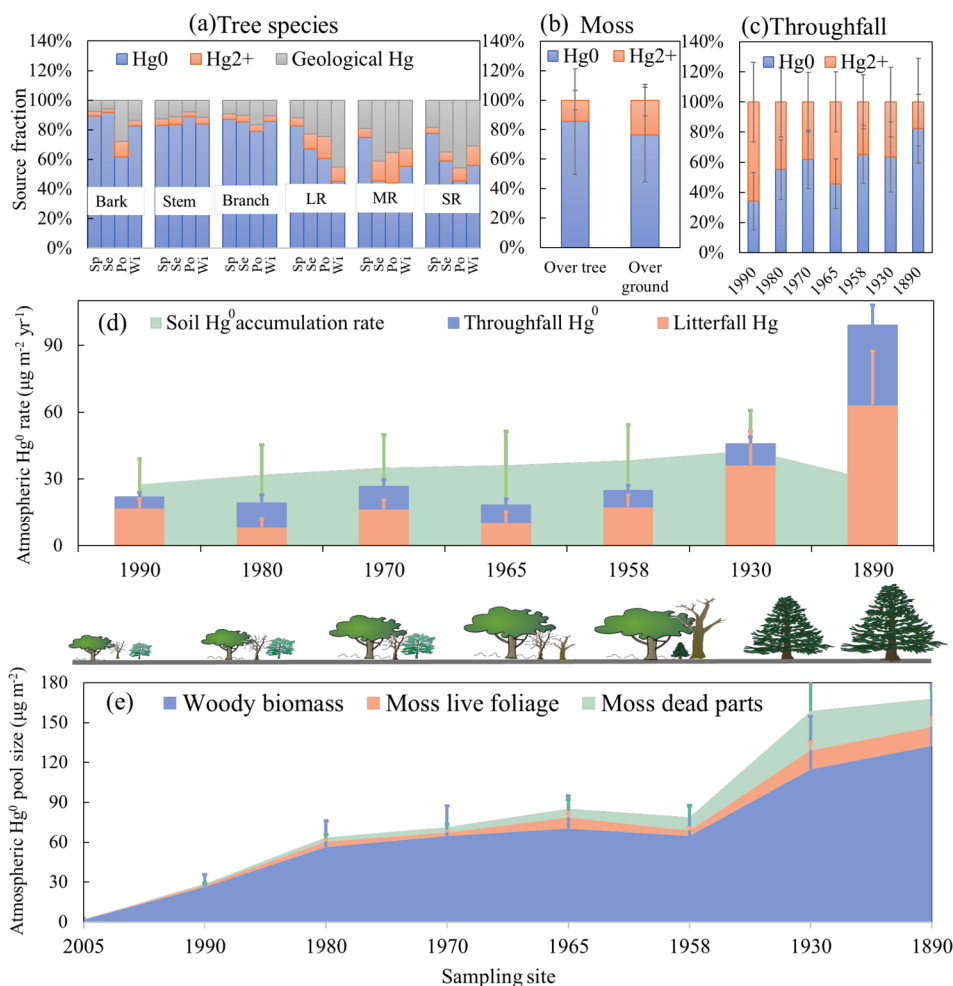 (a) Tree species
140%
120%
100%
80%
60%
40%
20%
0%
Source fraction
Hg0 Hg2+ Geological Hg
Bark Stem Branch LR MR SR
Sp Se Po Wi Sp Se Po Wi Sp Se Po Wi Sp Se Po Wi Sp Se Po Wi Sp Se Po Wi
(b) Moss
140%
120%
100%
80%
60%
40%
20%
0%
Hg0
Hg2+
Over tree Over
ground
(c) Throughfall
140%
120%
100%
80%
60%
40%
20%
0%
Hg0 Hg2+
1990 1980 1970 1965 1958 1930 1890
(d)
Soil Hg⁰ accumulation rate Throughfall Hg⁰ Litterfall Hg
Atmospheric Hg⁰ rate (μg m⁻² yr⁻¹)
90
60
30
0
1990 1980 1970 1965 1958 1930 1890
(e)
Woody biomass Moss live foliage Moss dead parts
Atmospheric Hg⁰ pool size (μg m⁻²)
180
150
120
90
60
30
0
2005 1990 1980 1970 1965 1958 1930 1890
Sampling site